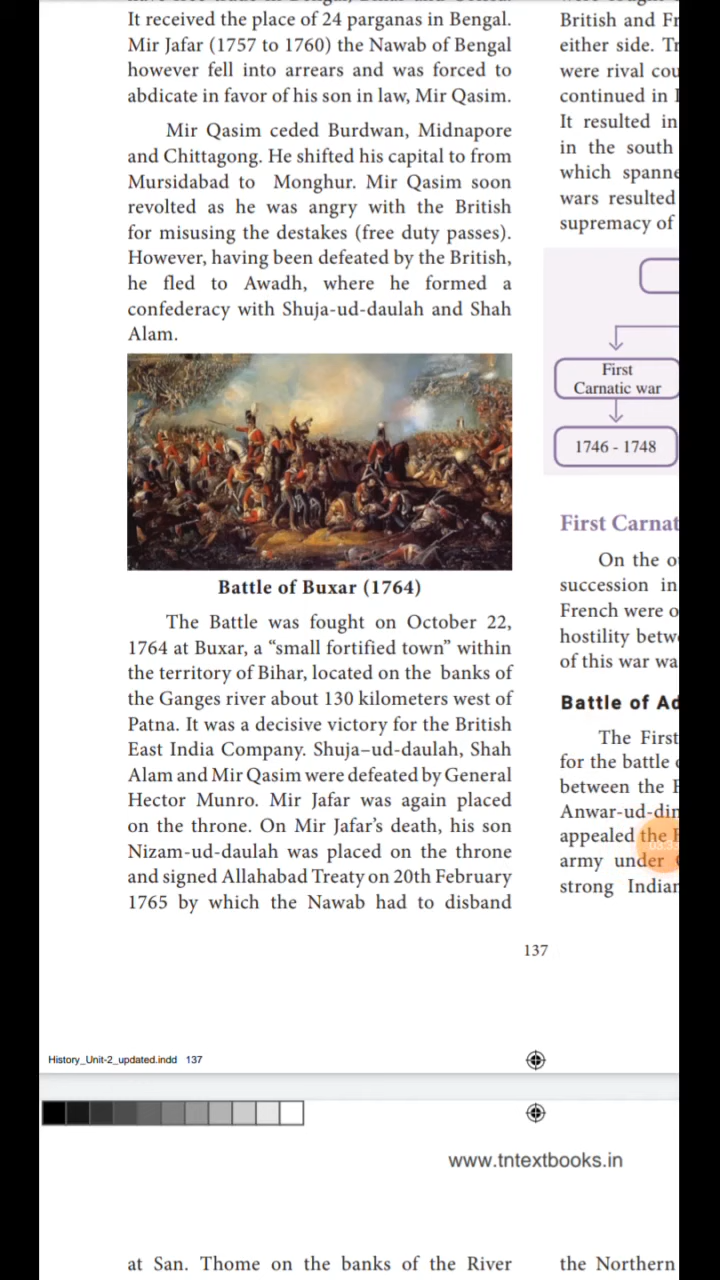 It received the place of 24 parganas in Bengal.
Mir Jafar (1757 to 1760) the Nawab of Bengal
however fell into arrears and was forced to
abdicate in favor of his son in law, Mir Qasim.
Mir Qasim ceded Burdwan, Midnapore
and Chittagong. He shifted his capital to from
Mursidabad to Monghur. Mir Qasim soon
revolted as he was angry with the British
for misusing the destakes (free duty passes).
However, having been defeated by the British,
he fled to Awadh, where he formed a
confederacy with Shuja-ud-daulah and Shah
Alam.
Battle of Buxar (1764)
The Battle was fought on October 22,
1764 at Buxar, a “small fortified town” within
the territory of Bihar, located on the banks of
the Ganges river about 130 kilometers west of
Patna. It was a decisive victory for the British
East India Company. Shuja–ud-daulah, Shah
Alam and Mir Qasim were defeated by General
Hector Munro. Mir Jafar was again placed
on the throne. On Mir Jafar’s death, his son
Nizam-ud-daulah was placed on the throne
and signed Allahabad Treaty on 20th February
1765 by which the Nawab had to disband
British and
either side.
were rival
continued in
It resulted in
in the south
which
wars resulted
supremacy of
First
Carnatic war
1746 - 1748
First
On the
succession in
French were
hostility
of this war
Battle of
The First
for the battle
between the
Anwar-ud-din
appealed the
army under
strong
137
History_Unit-2_updated.indd 137
www.tntextbooks.in
at San. Thome on the banks of the River
the Northern